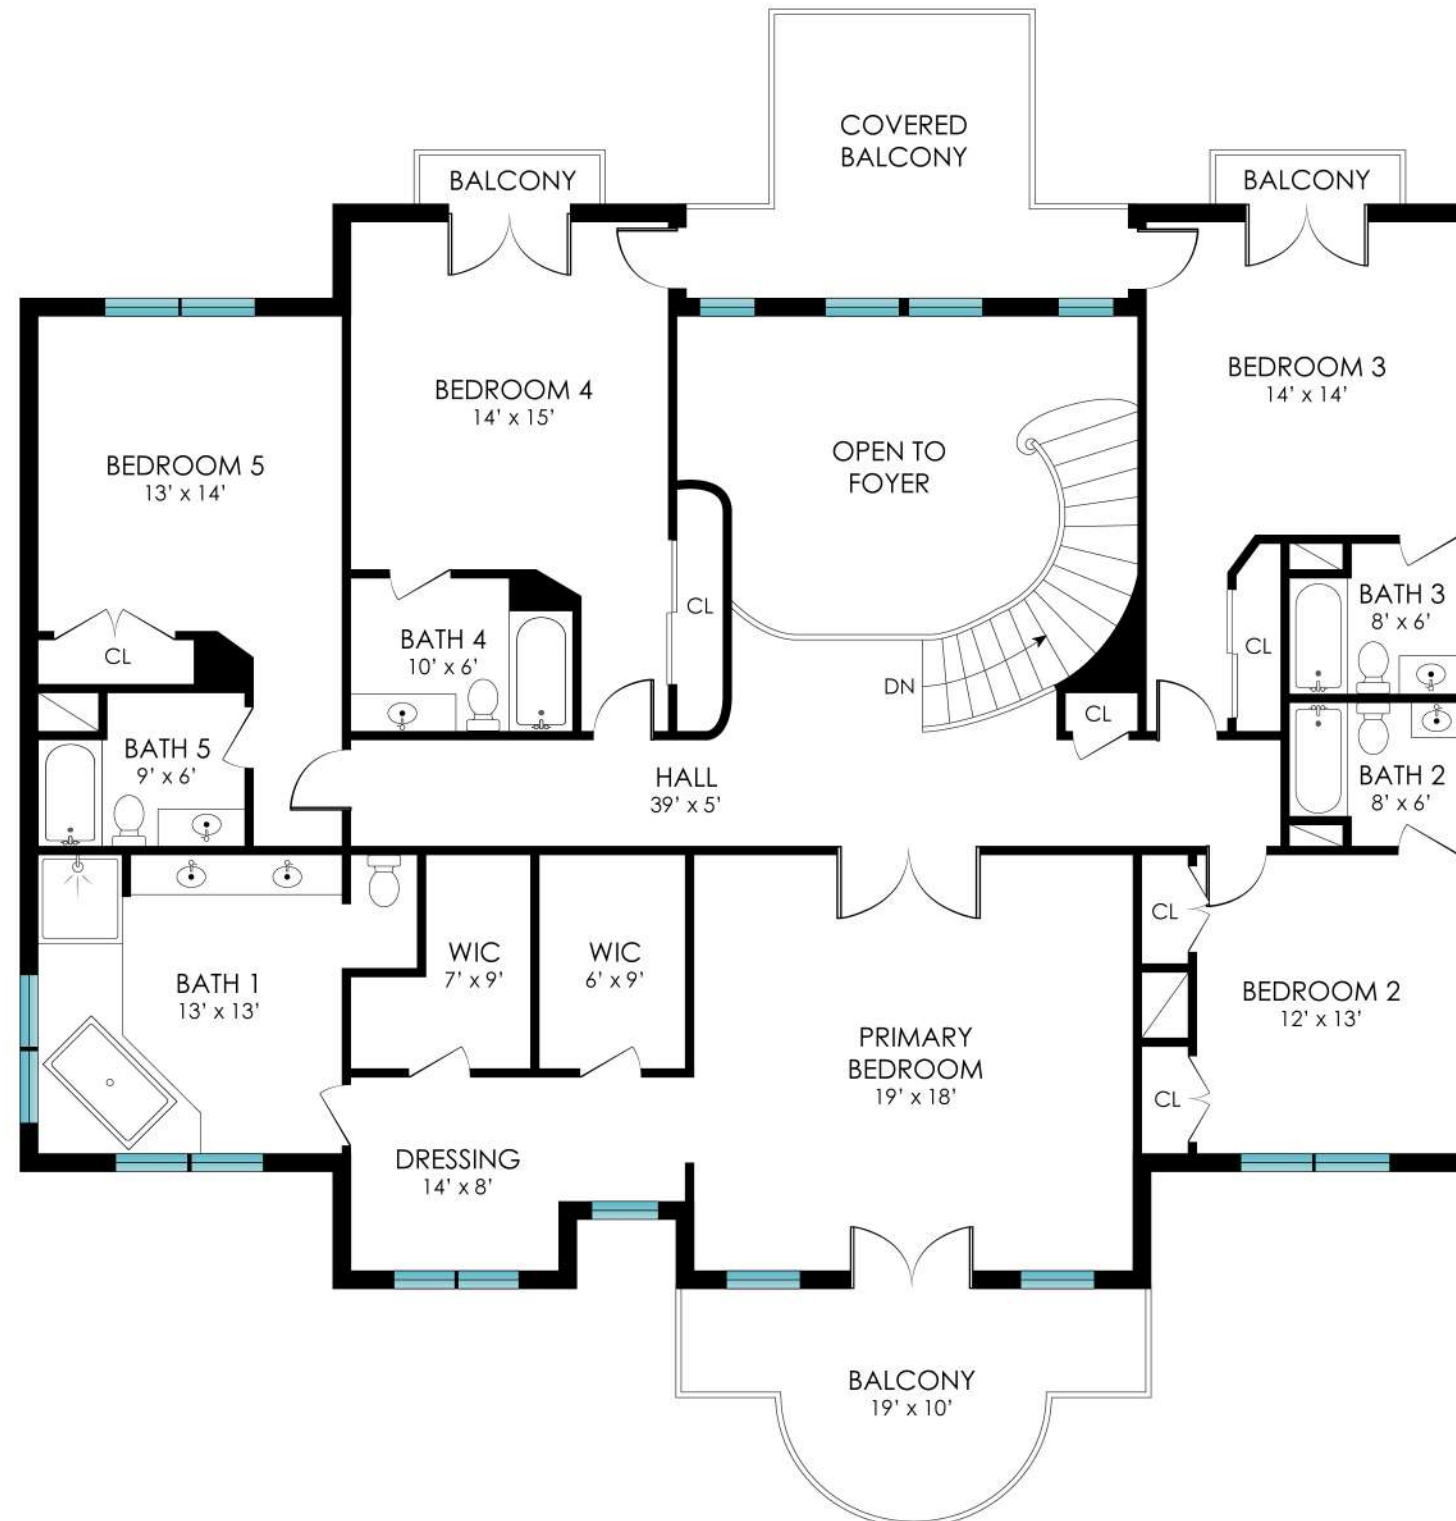 COVERED
BALCONY
BALCONY
BALCONY
BEDROOM 3
14' x 14'
BEDROOM 4
14' x 15'
OPEN TO
FOYER
BEDROOM 5
13' x 14'
BATH 3
8' x 6'
CL
BATH 4
10' x 6'
CL
CL
DN
CL
BATH 5
9' x 6'
HALL
39' x 5'
BATH 2
8' x 6'
CL
WIC
7' x 9'
WIC
6' x 9'
BATH 1
13' x 13'
BEDROOM 2
12' x 13'
PRIMARY
BEDROOM
19' x 18'
CL
DRESSING
14' x 8'
BALCONY
19' x 10'